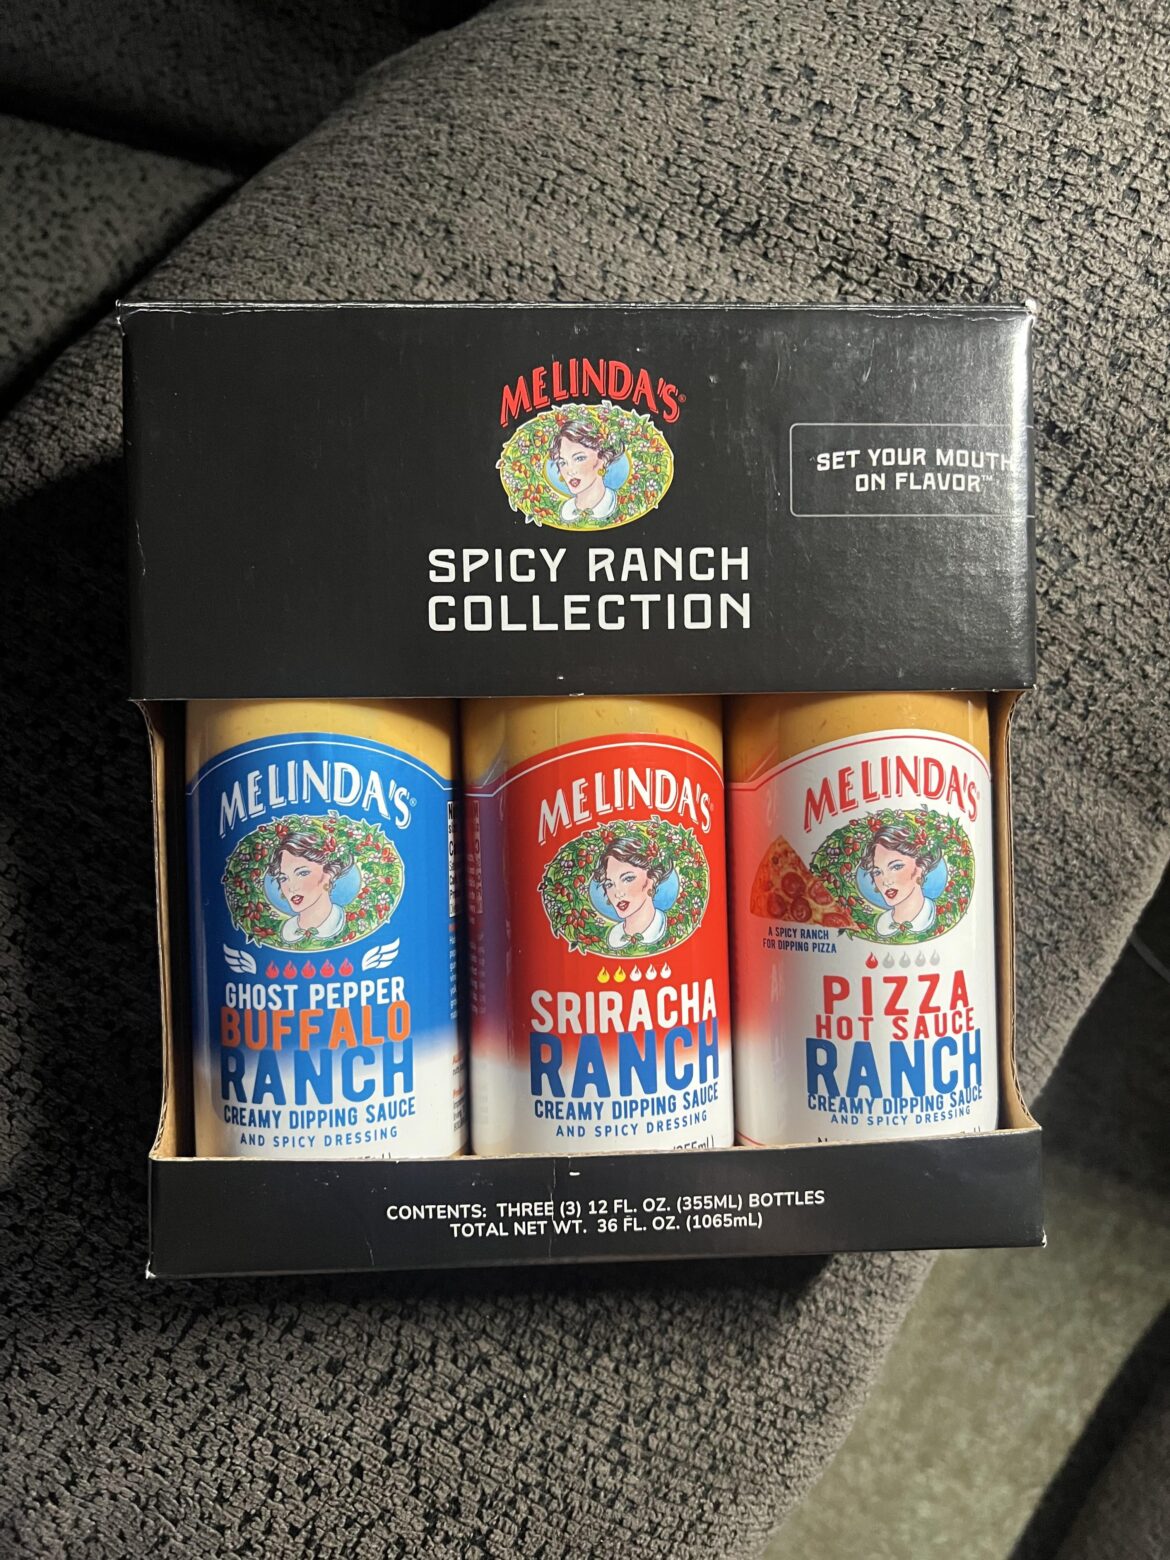 MELINDA'S®
SET YOUR MOUTH
ON FLAVOR™
SPICY RANCH
COLLECTION
MELINDA'S®
GHOST PEPPER
BUFFALO
RANCH
CREAMY DIPPING SAUCE
AND SPICY DRESSING
MELINDA'S
SRIRACHA
RANCH
CREAMY DIPPING SAUCE
AND SPICY DRESSING
MELINDA'S
A SPICY RANCH
FOR DIPPING PIZZA
PIZZA
HOT SAUCE
RANCH
CREAMY DIPPING SAUCE
AND SPICY DRESSING
CONTENTS: THREE (3) 12 FL. OZ. (355ML) BOTTLES
TOTAL NET WT. 36 FL. OZ. (1065mL)